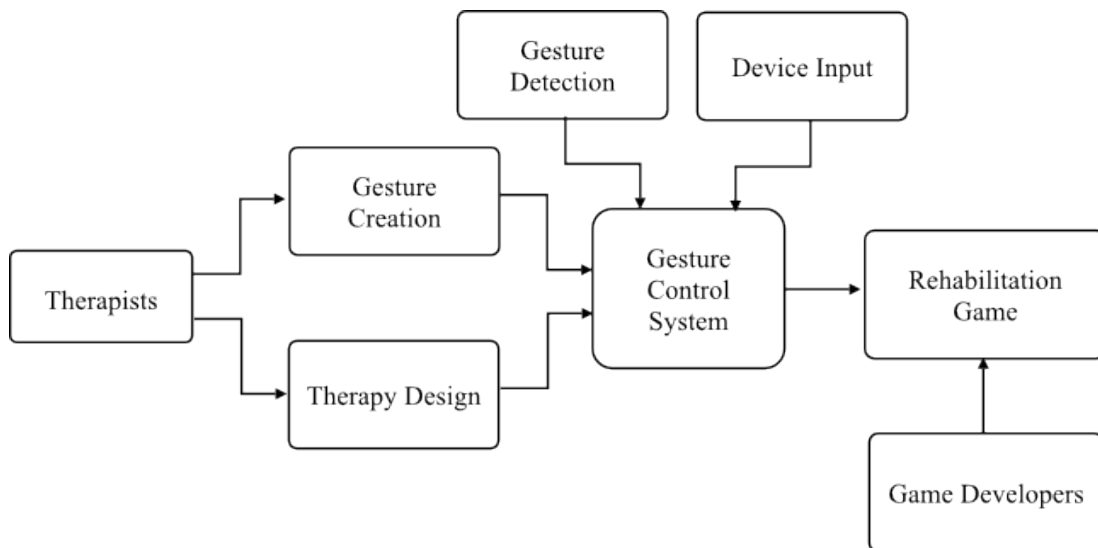 Gesture
Detection
Device Input
Gesture
Creation
Therapists
Therapy Design
Gesture
Control
System
Rehabilitation
Game
Game Developers